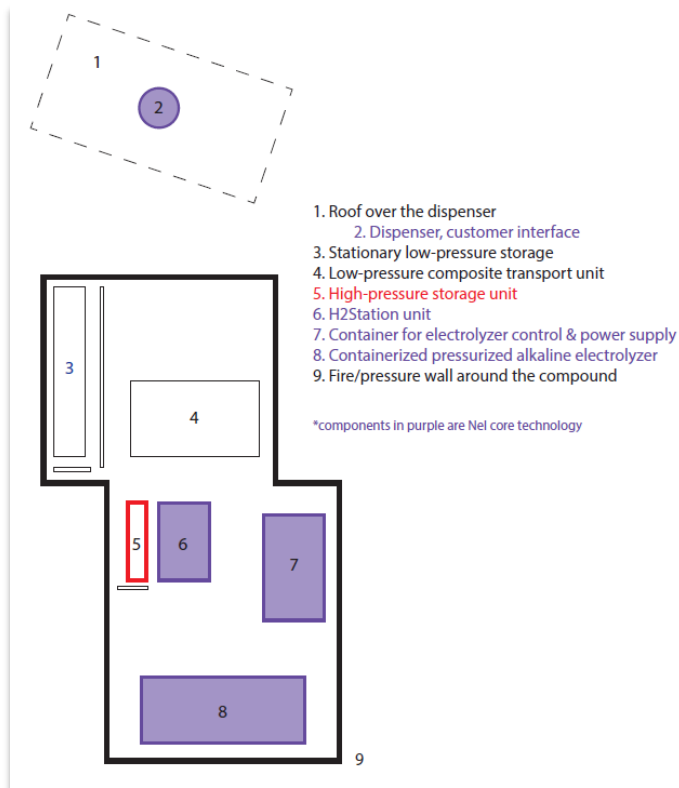 1
2
1. Roof over the dispenser
2. Dispenser, customer interface
3. Stationary low-pressure storage
4. Low-pressure composite transport unit
5. High-pressure storage unit
6. H2Station unit
7. Container for electrolyzer control & power supply
8. Containerized pressurized alkaline electrolyzer
9. Fire/pressure wall around the compound
*components in purple are Nel core technology
3
4
5
6
7
8
9